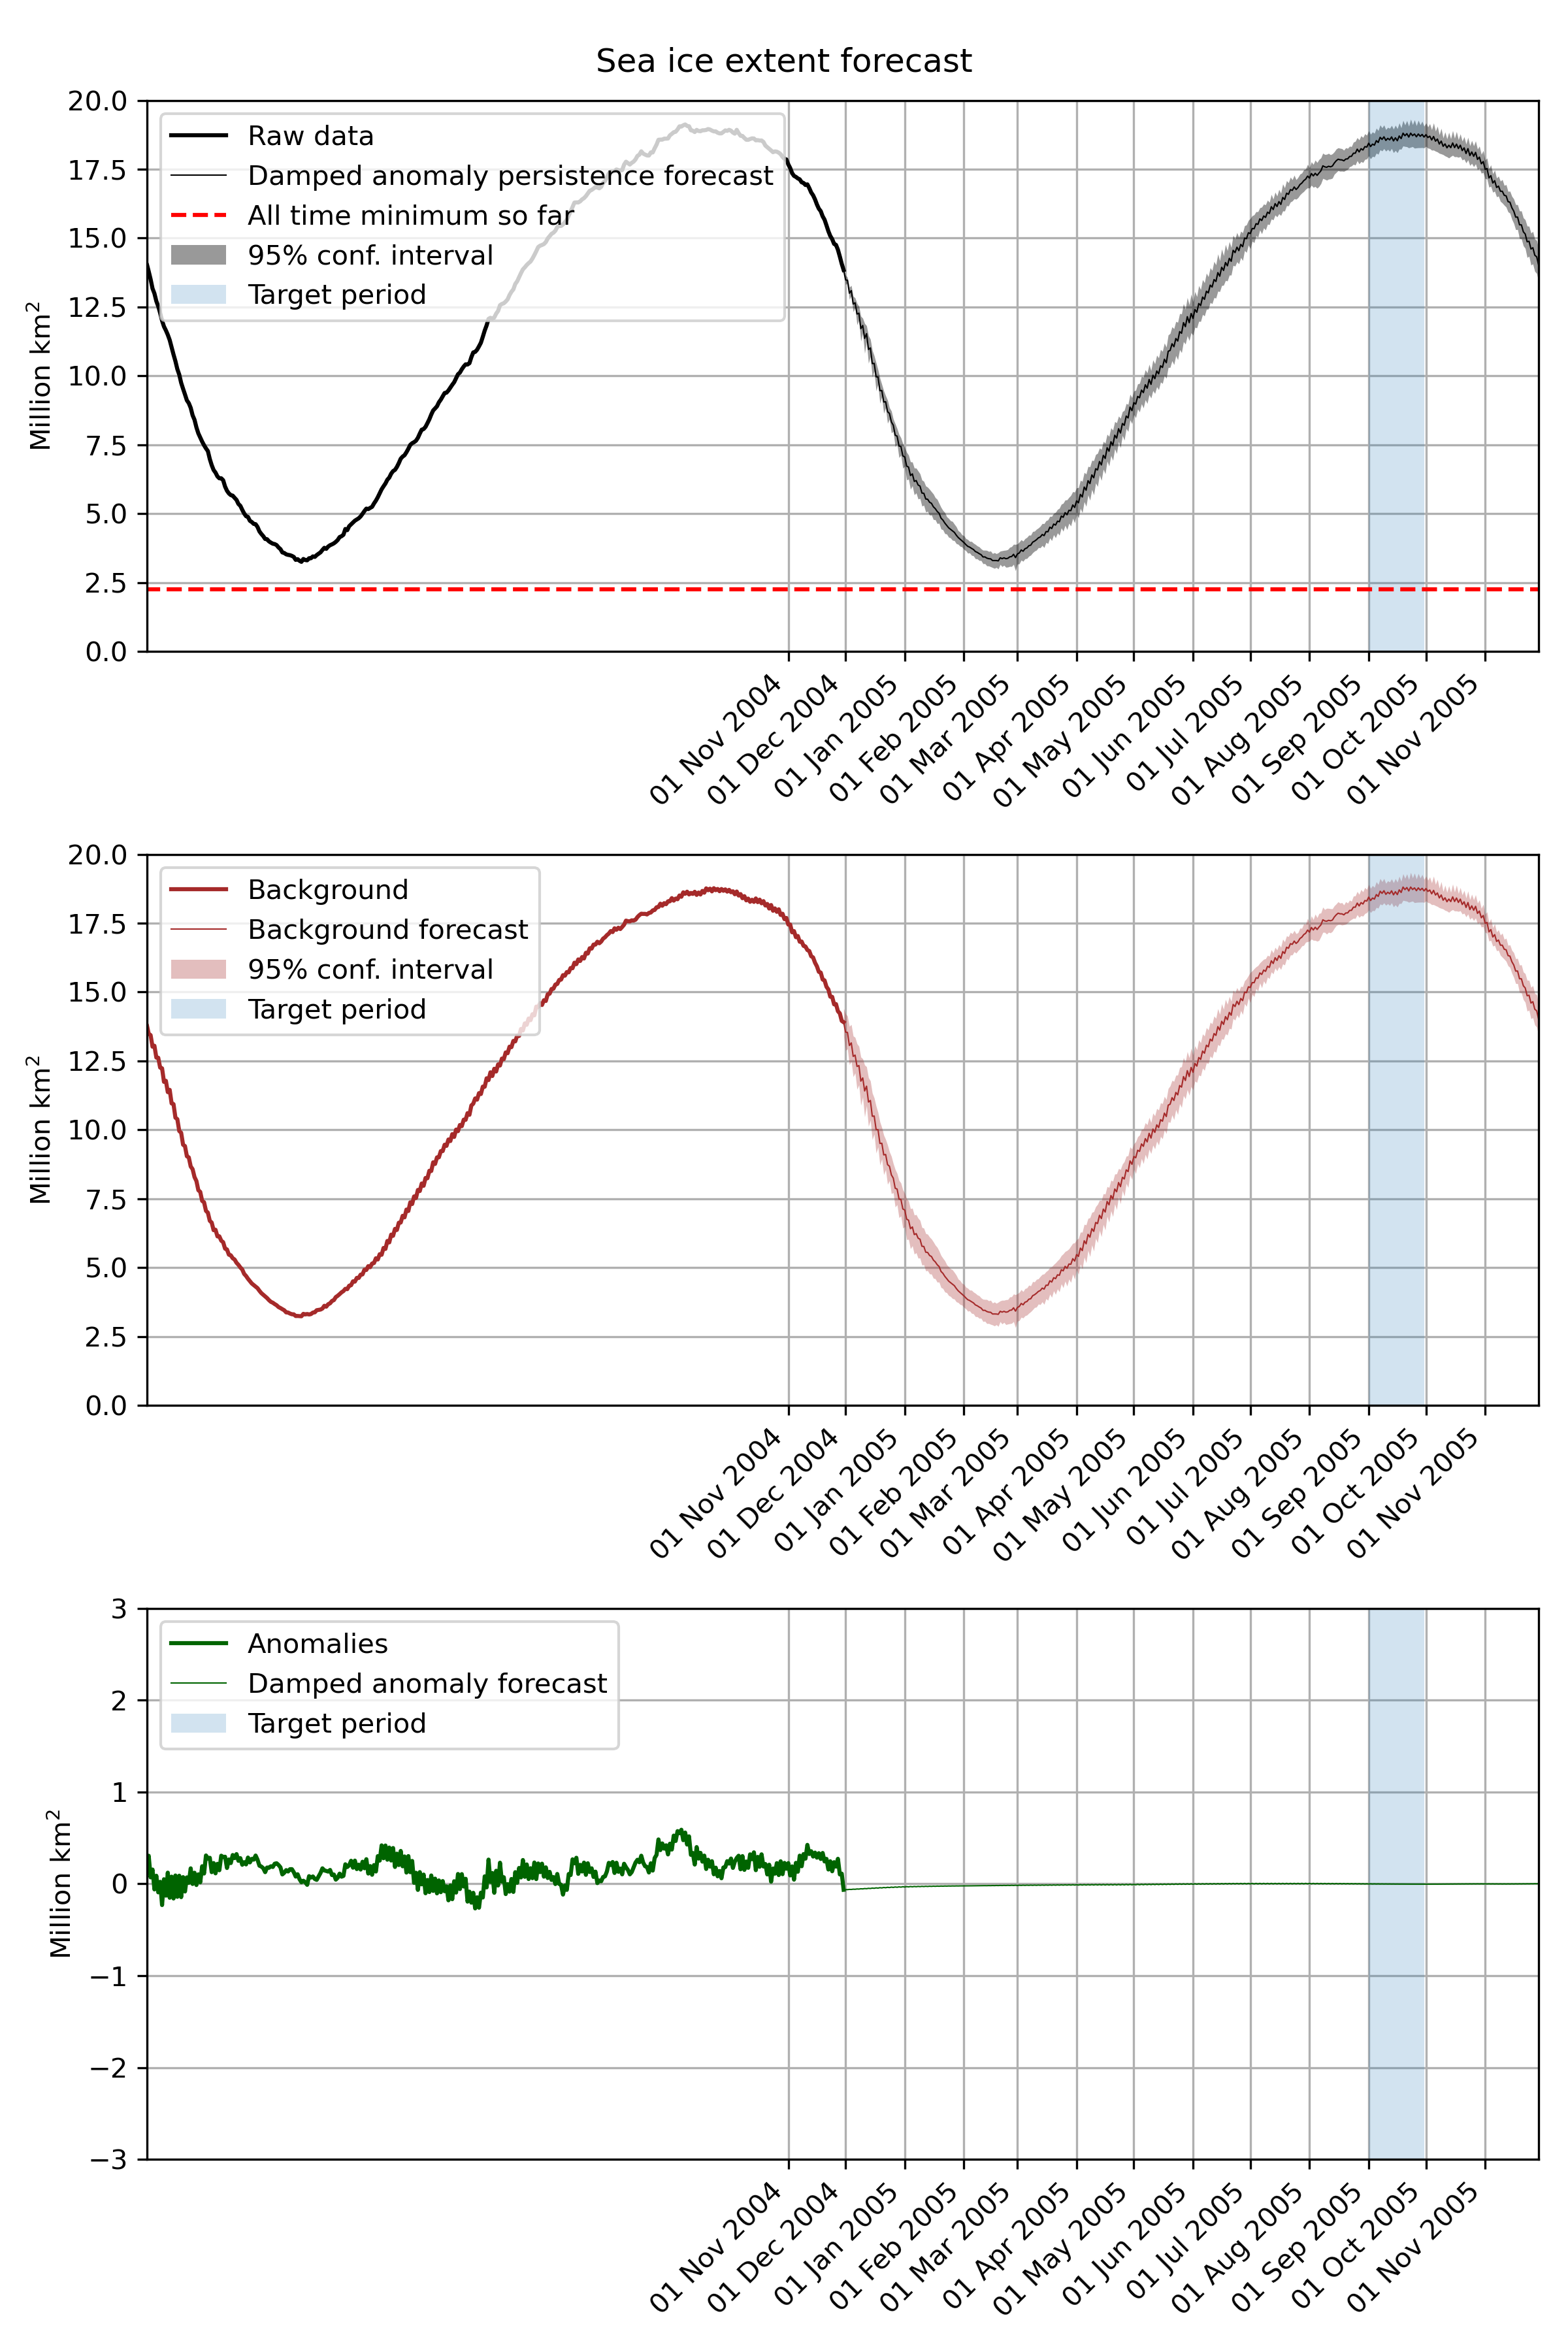 Sea ice extent forecast
20.0
17.5
15.0
12.5
10.0
7.5
5.0
2.5
0.0
Million km²
Raw data
Damped anomaly persistence forecast
All time minimum so far
95% conf. interval
Target period
01 Nov 2004
01 Dec 2004
01 Jan 2005
01 Feb 2005
01 Mar 2005
01 Apr 2005
01 May 2005
01 Jun 2005
01 Jul 2005
01 Aug 2005
01 Sep 2005
01 Oct 2005
01 Nov 2005
20.0
17.5
15.0
12.5
10.0
7.5
5.0
2.5
0.0
Million km²
Background
Background forecast
95% conf. interval
Target period
01 Nov 2004
01 Dec 2004
01 Jan 2005
01 Feb 2005
01 Mar 2005
01 Apr 2005
01 May 2005
01 Jun 2005
01 Jul 2005
01 Aug 2005
01 Sep 2005
01 Oct 2005
01 Nov 2005
3
2
1
0
−1
−2
−3
Million km²
Anomalies
Damped anomaly forecast
Target period
01 Nov 2004
01 Dec 2004
01 Jan 2005
01 Feb 2005
01 Mar 2005
01 Apr 2005
01 May 2005
01 Jun 2005
01 Jul 2005
01 Aug 2005
01 Sep 2005
01 Oct 2005
01 Nov 2005